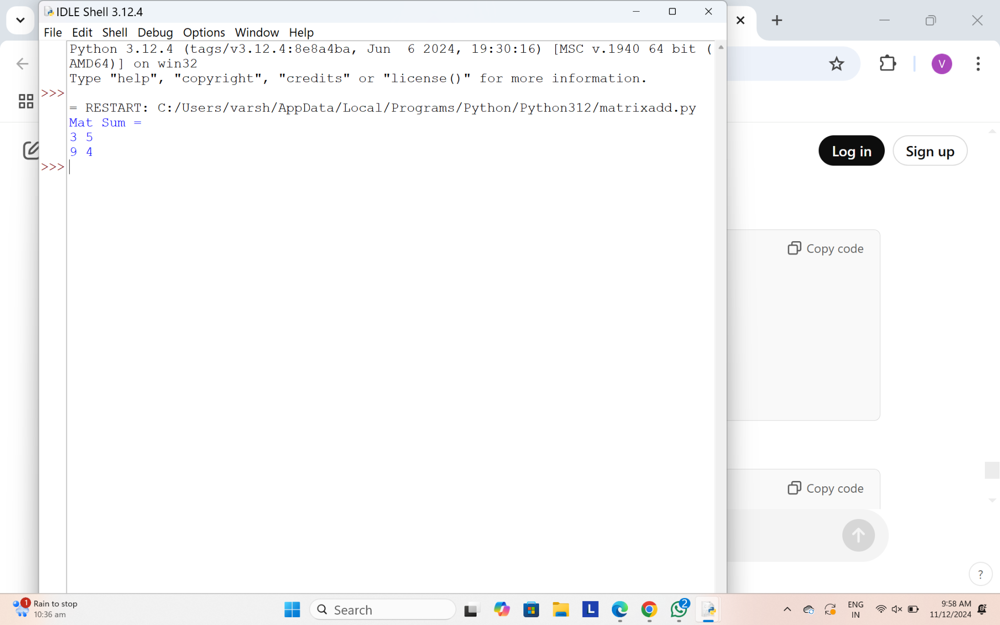 IDLE Shell 3.12.4
File Edit Shell Debug Options Window Help
Python 3.12.4 (tags/v3.12.4:8e8a4ba, Jun  6 2024, 19:30:16) [MSC v.1940 64 bit (
AMD64)] on win32
Type "help", "copyright", "credits" or "license()" for more information.
>>>
= RESTART: C:/Users/varsh/AppData/Local/Programs/Python/Python312/matrixadd.py
Mat Sum =
3 5
9 4
>>>
V
Log in Sign up
Copy code
Copy code
?
1 Rain to stop
10:36 am
Search
L
2
ENG
IN
9:58 AM
11/12/2024